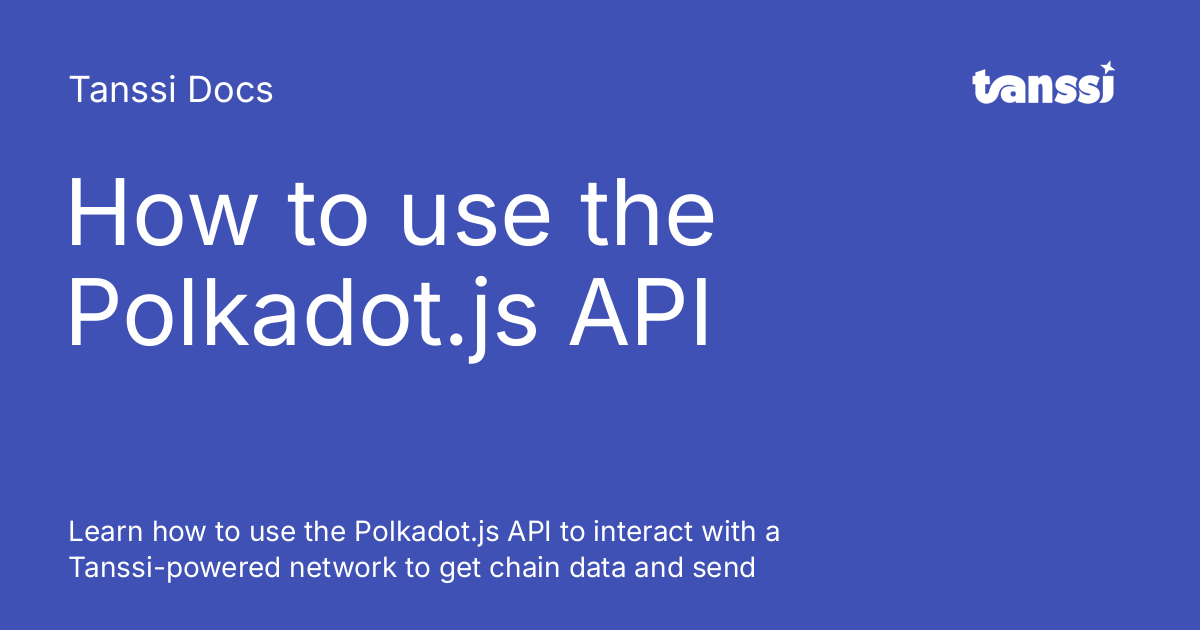 Tanssi Docs
tanssi
How to use the
Polkadot.js API
Learn how to use the Polkadot.js API to interact with a
Tanssi-powered network to get chain data and send